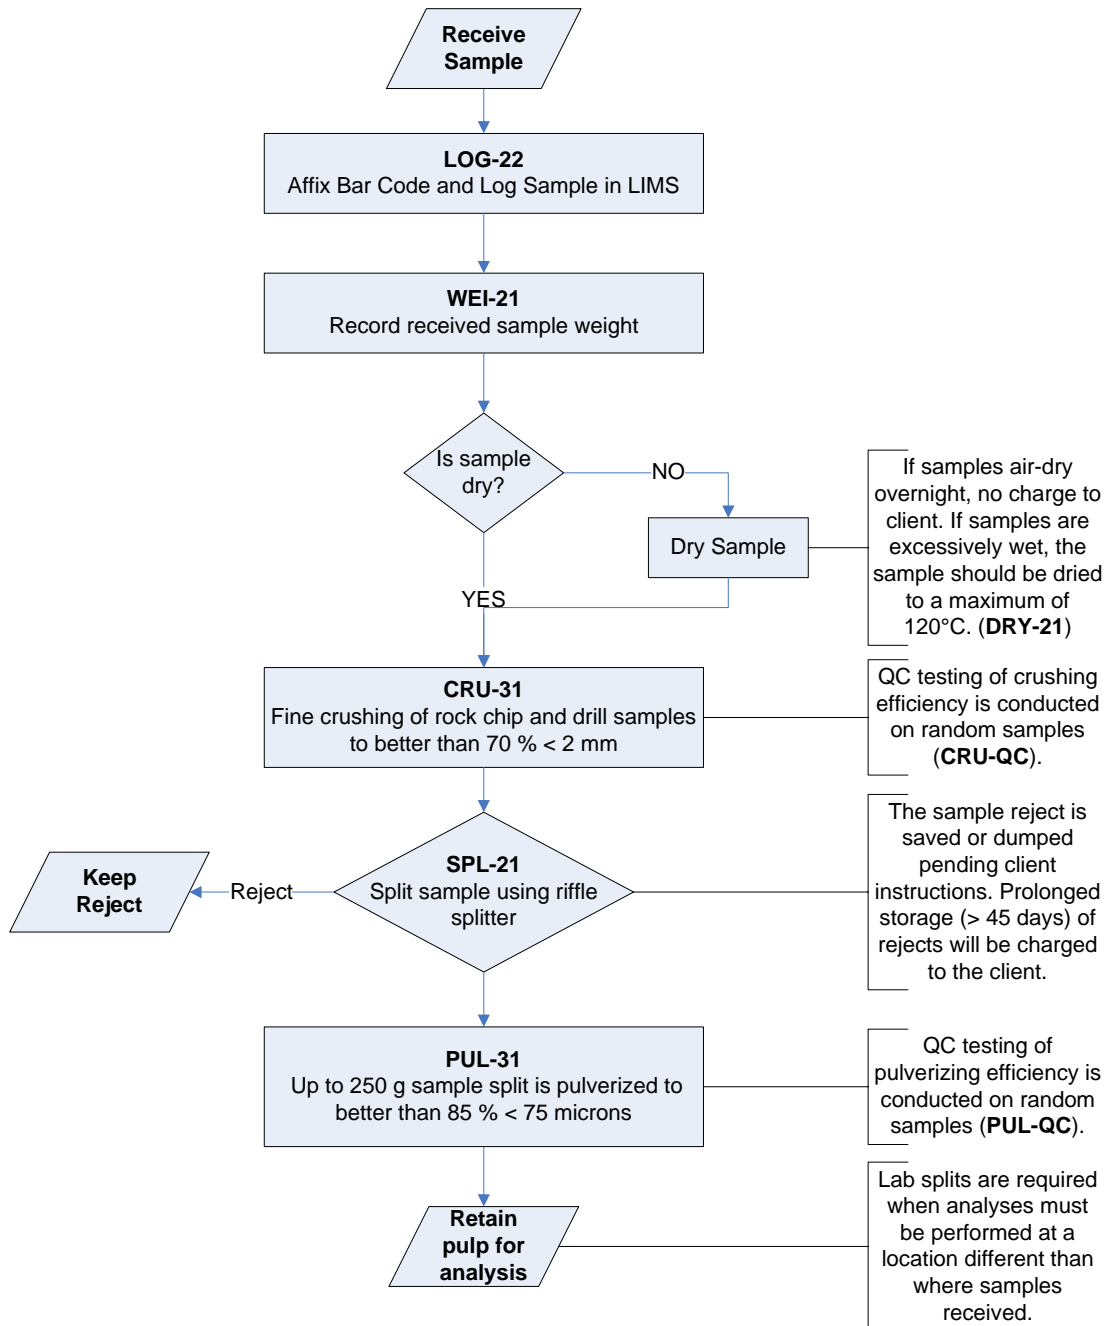 Receive
Sample
LOG-22
Affix Bar Code and Log Sample in LIMS
WEI-21
Record received sample weight
Is sample
dry?
NO
Dry Sample
If samples air-dry
overnight, no charge to
client. If samples are
excessively wet, the
sample should be dried
to a maximum of
120°C. (DRY-21)
YES
CRU-31
Fine crushing of rock chip and drill samples
to better than 70 % < 2 mm
QC testing of crushing
efficiency is conducted
on random samples
(CRU-QC).
SPL-21
Split sample using riffle
splitter
Reject
Keep
Reject
The sample reject is
saved or dumped
pending client
instructions. Prolonged
storage (> 45 days) of
rejects will be charged
to the client.
PUL-31
Up to 250 g sample split is pulverized to
better than 85 % < 75 microns
QC testing of
pulverizing efficiency is
conducted on random
samples (PUL-QC).
Retain
pulp for
analysis
Lab splits are required
when analyses must
be performed at a
location different than
where samples
received.